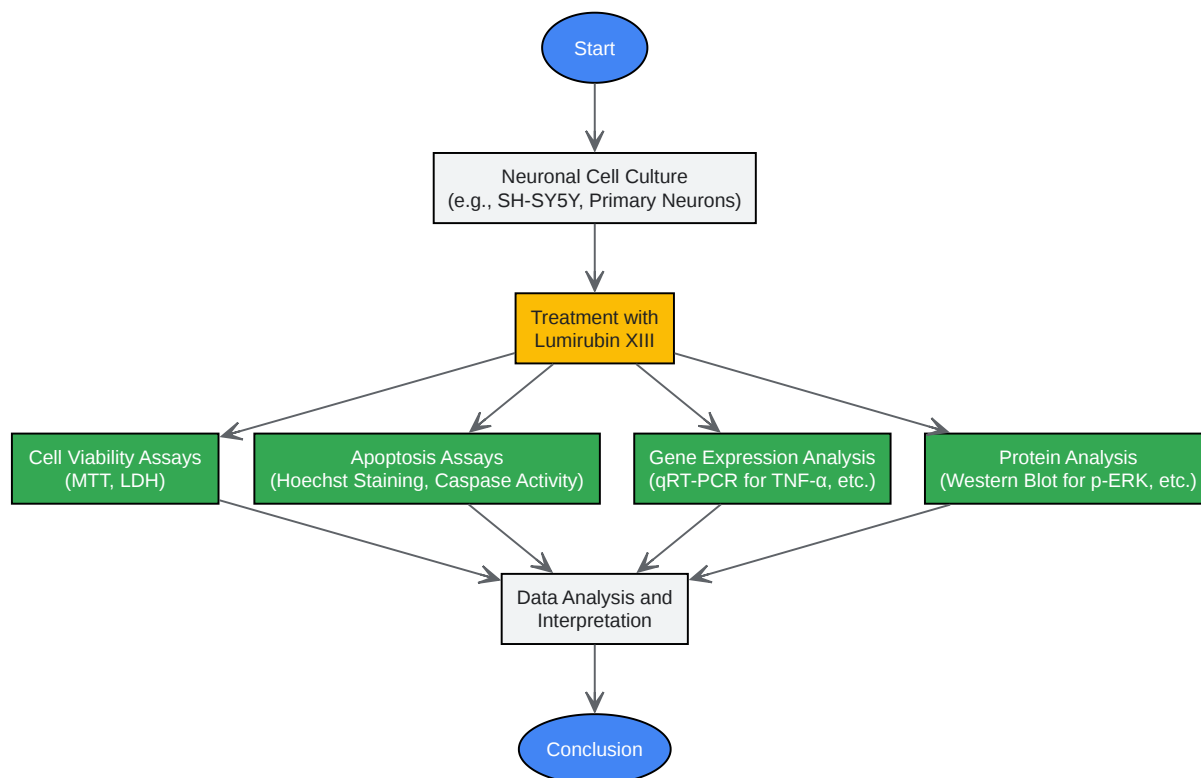 Start
Neuronal Cell Culture
(e.g., SH-SY5Y, Primary Neurons)
Treatment with
Lumirubin XIII
Cell Viability Assays
(MTT, LDH)
Apoptosis Assays
(Hoechst Staining, Caspase Activity)
Gene Expression Analysis
(qRT-PCR for TNF-α, etc.)
Protein Analysis
(Western Blot for p-ERK, etc.)
Data Analysis and
Interpretation
Conclusion